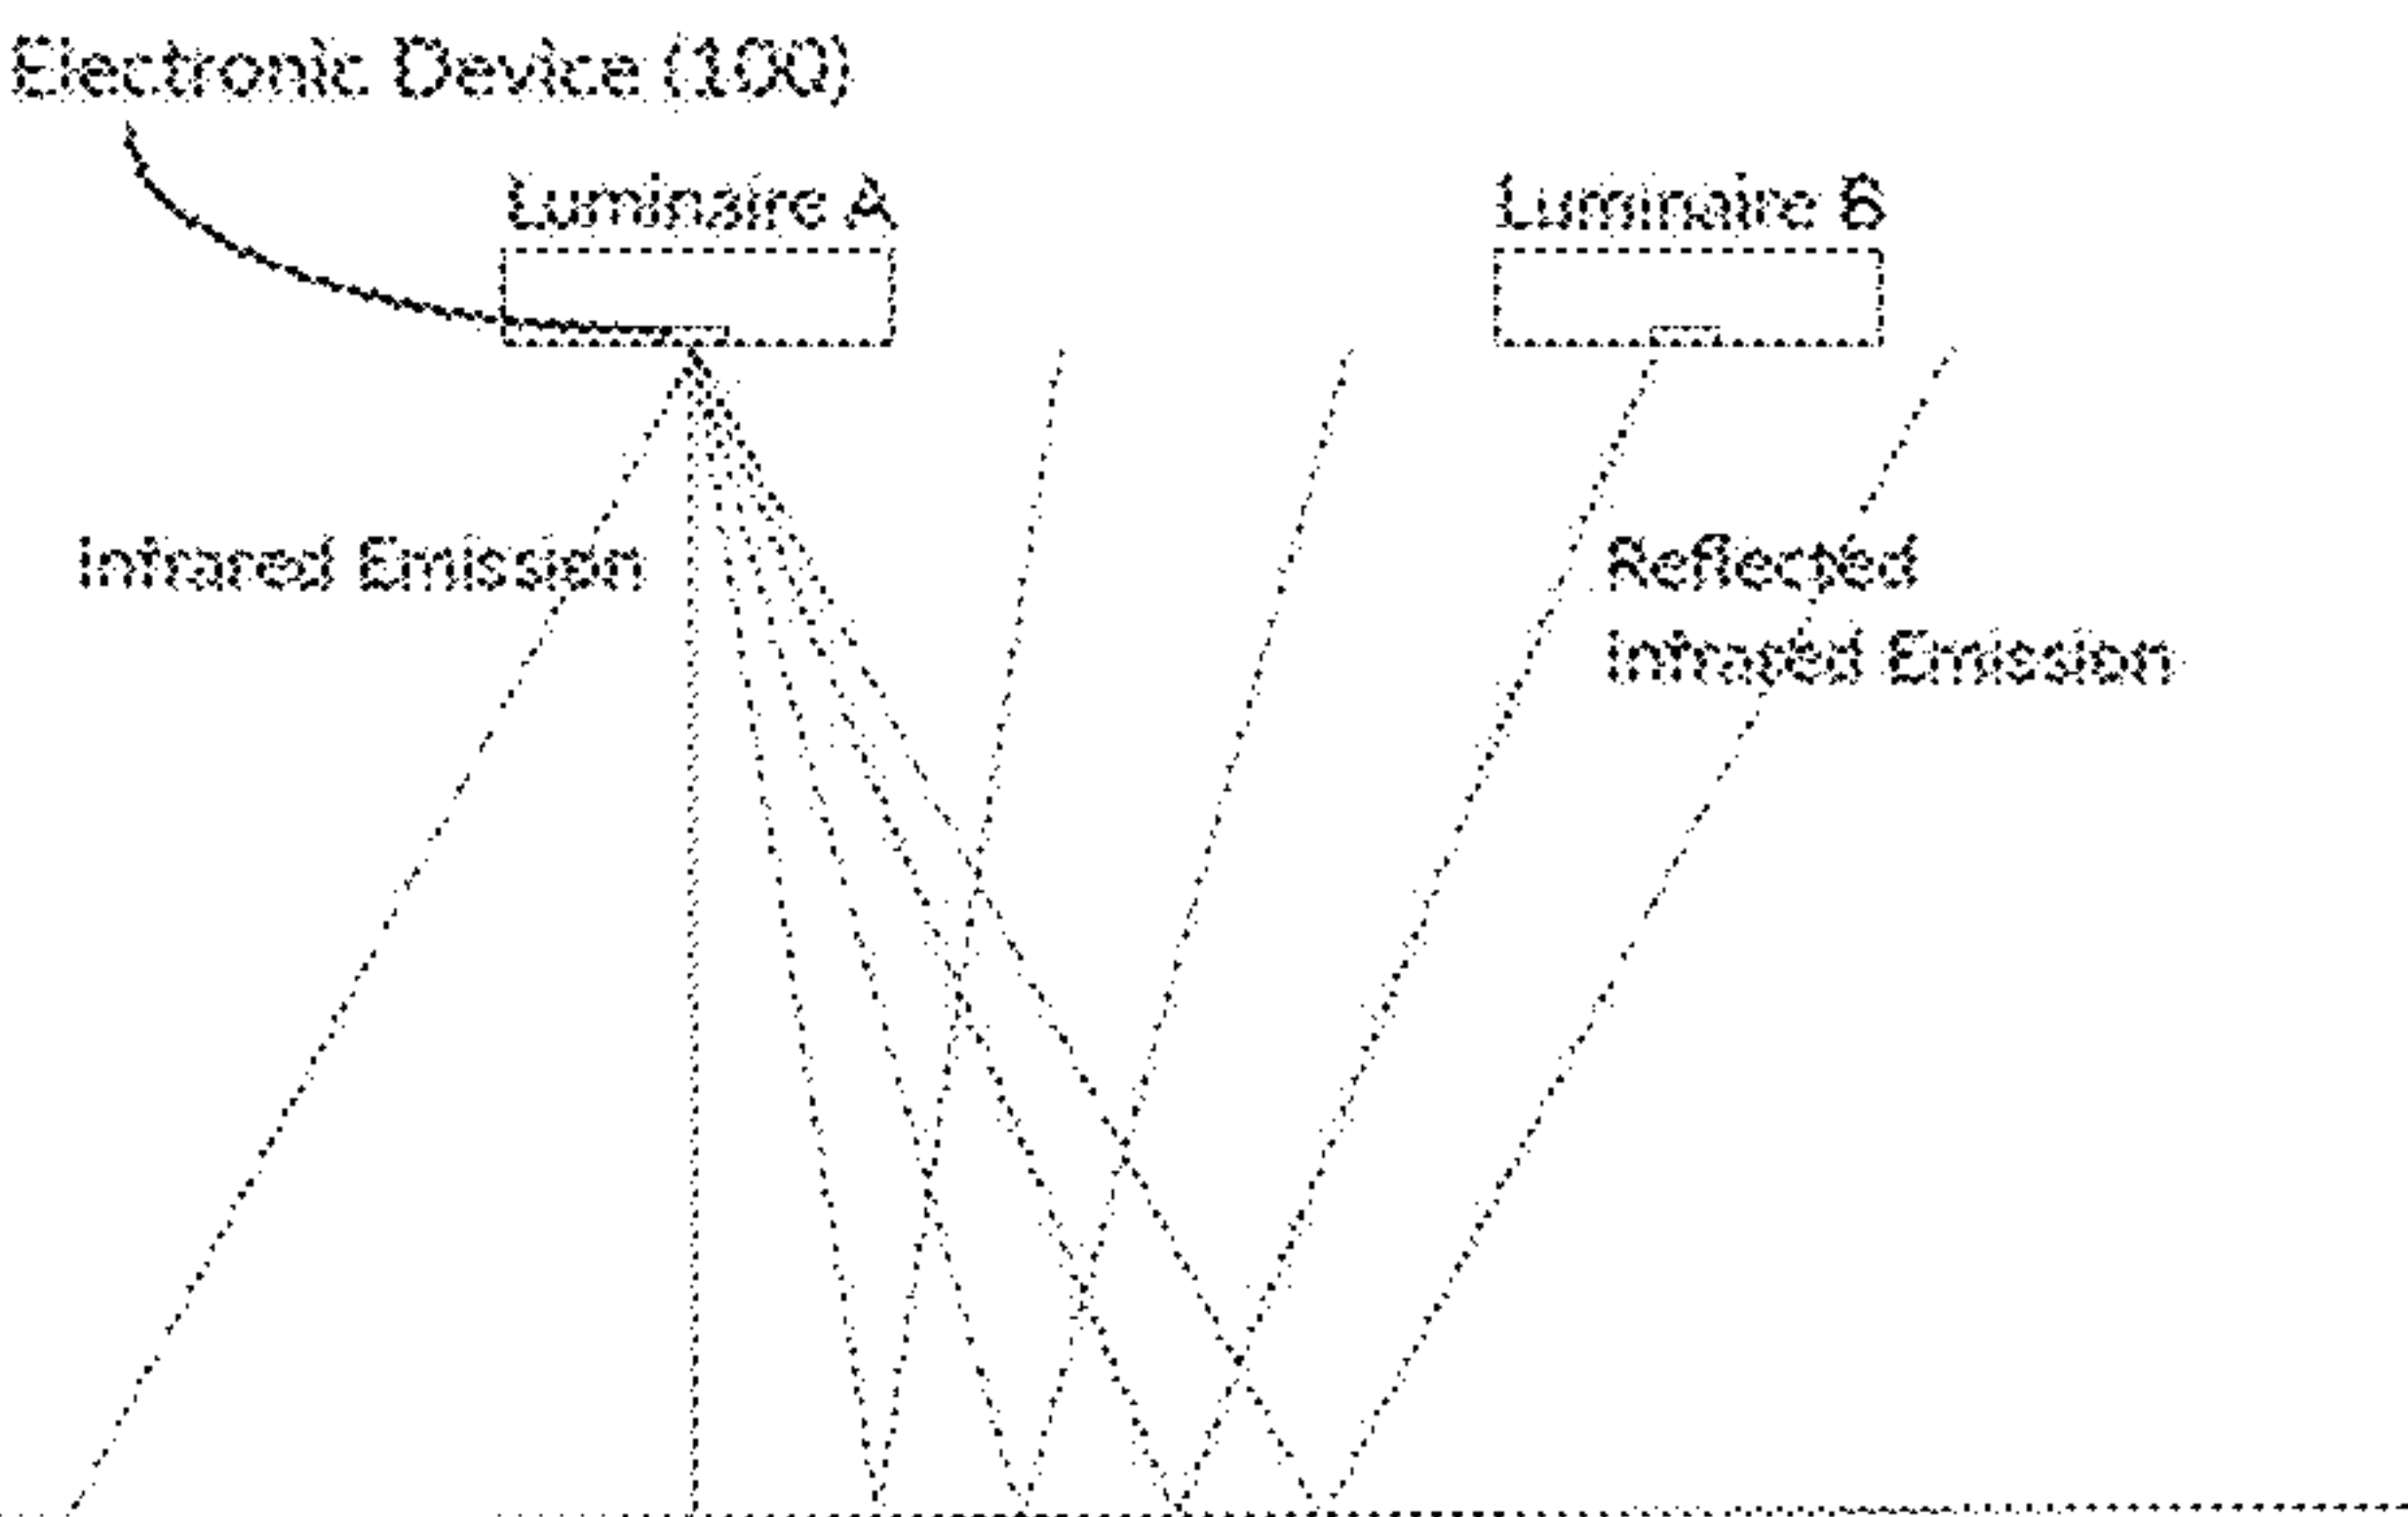 Electronic Device (100)
Luminaire A
Luminaire B
Infrared Emission
Reflected
Infrared Emission